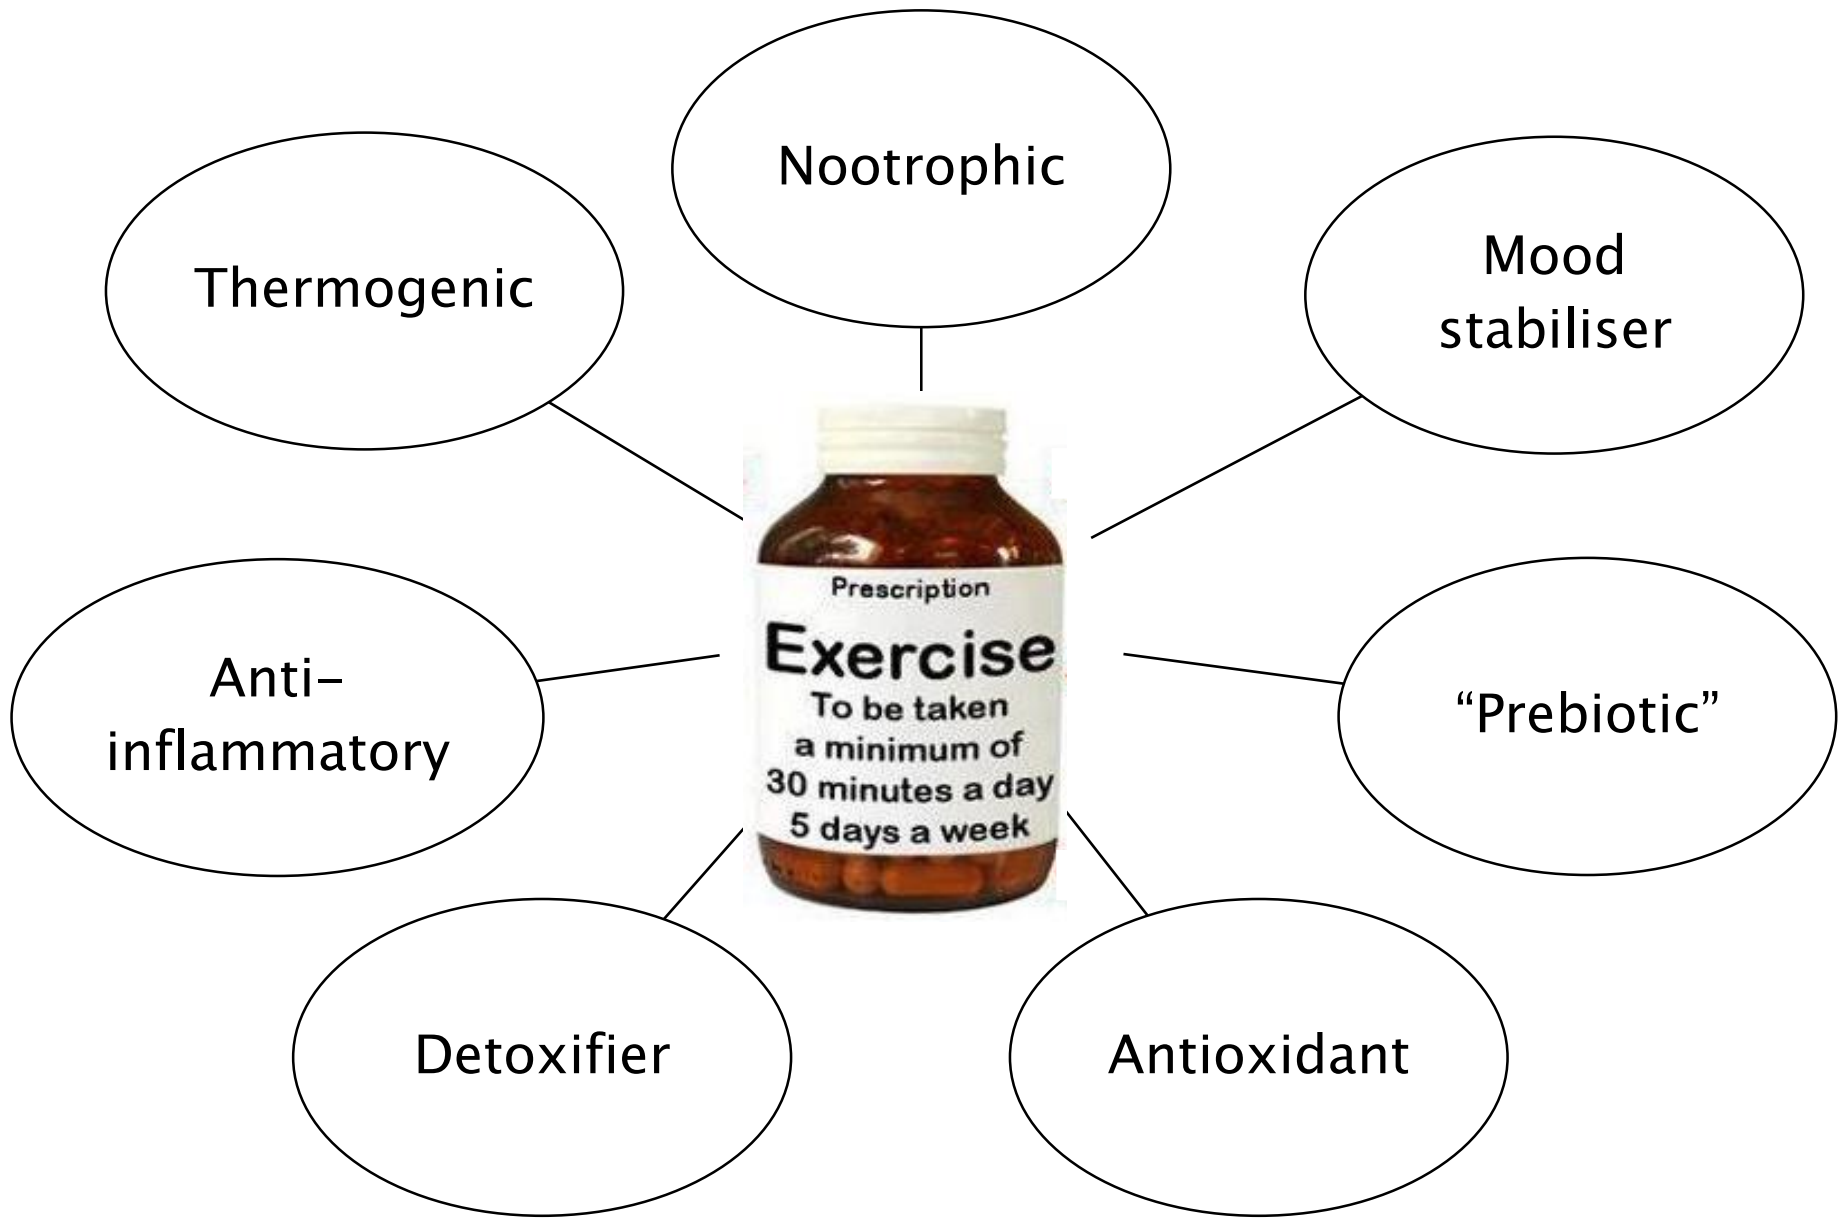 Nootrophic
Thermogenic
Mood
stabiliser
Anti-
inflammatory
Prescription
Exercise
To be taken
a minimum of
30 minutes a day
5 days a week
“Prebiotic”
Detoxifier
Antioxidant